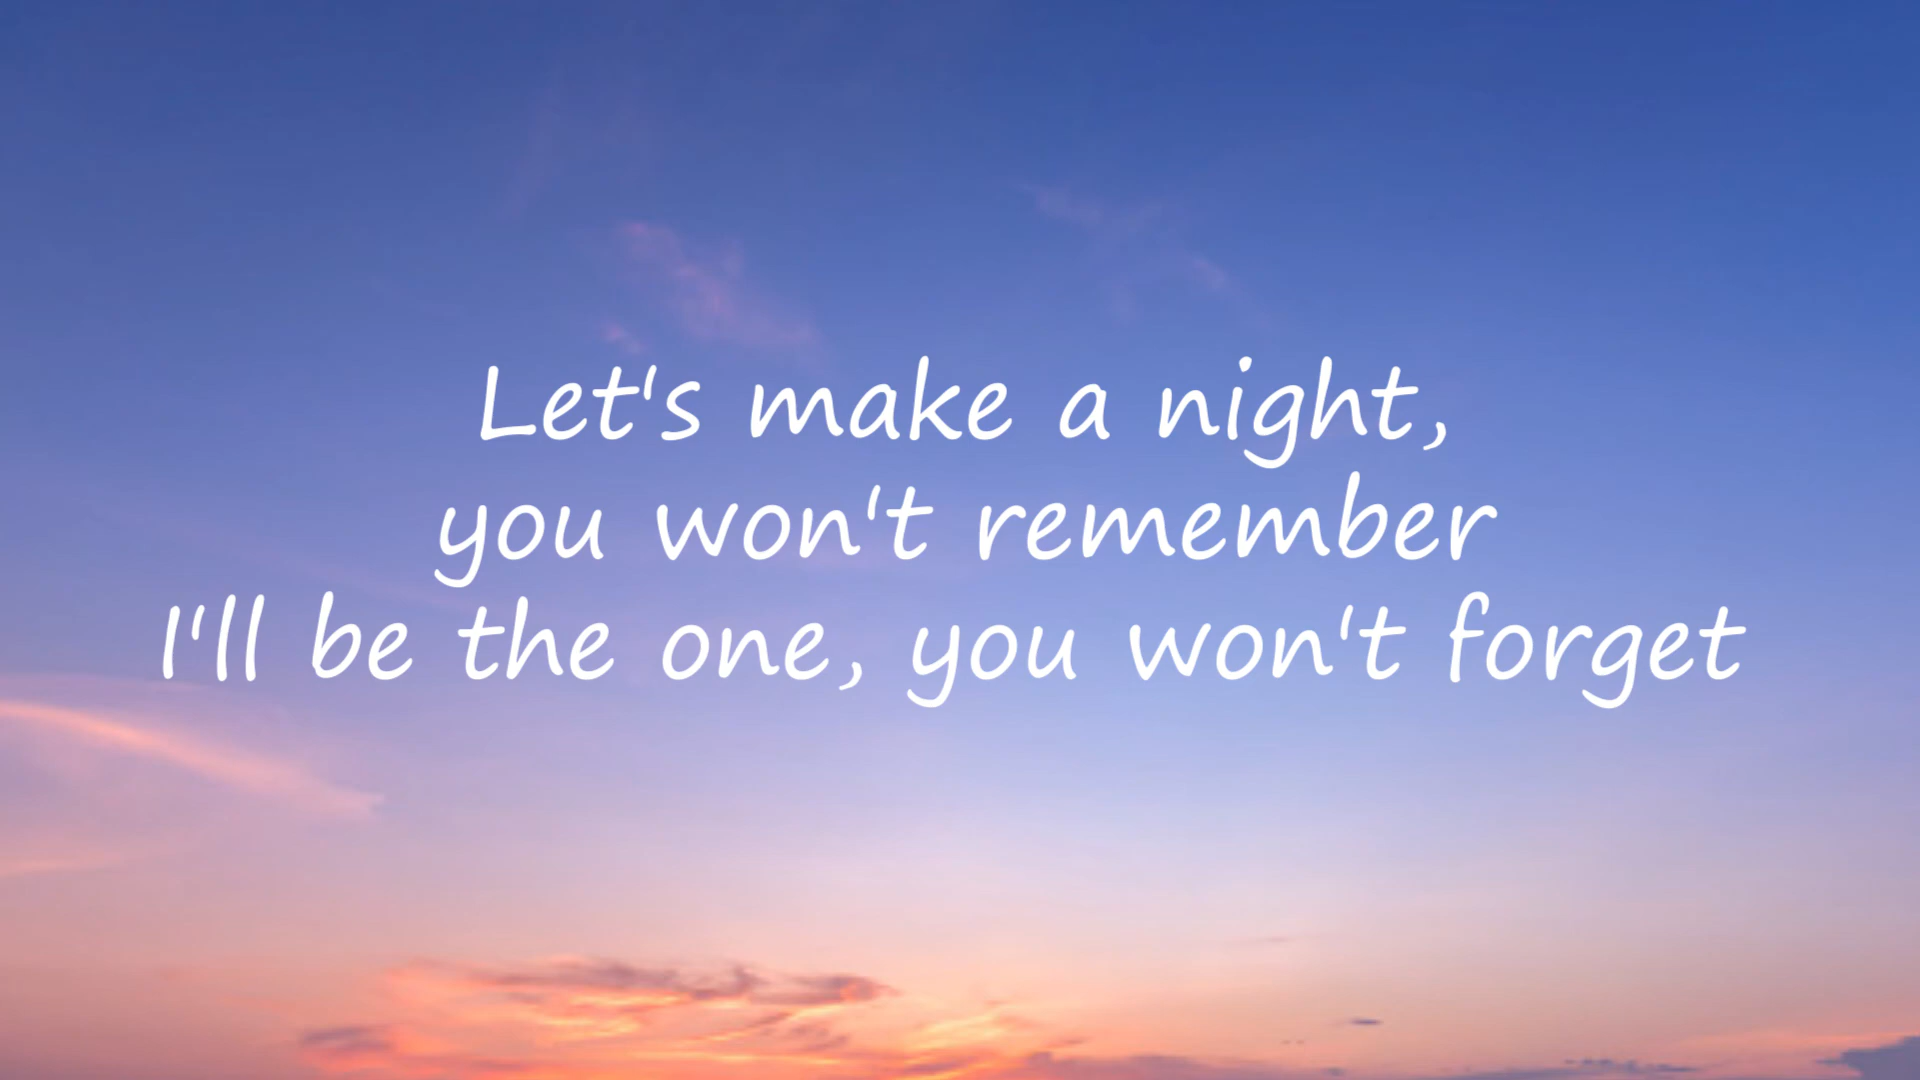 Let's make a night,
you won't remember
I'll be the one, you won't forget